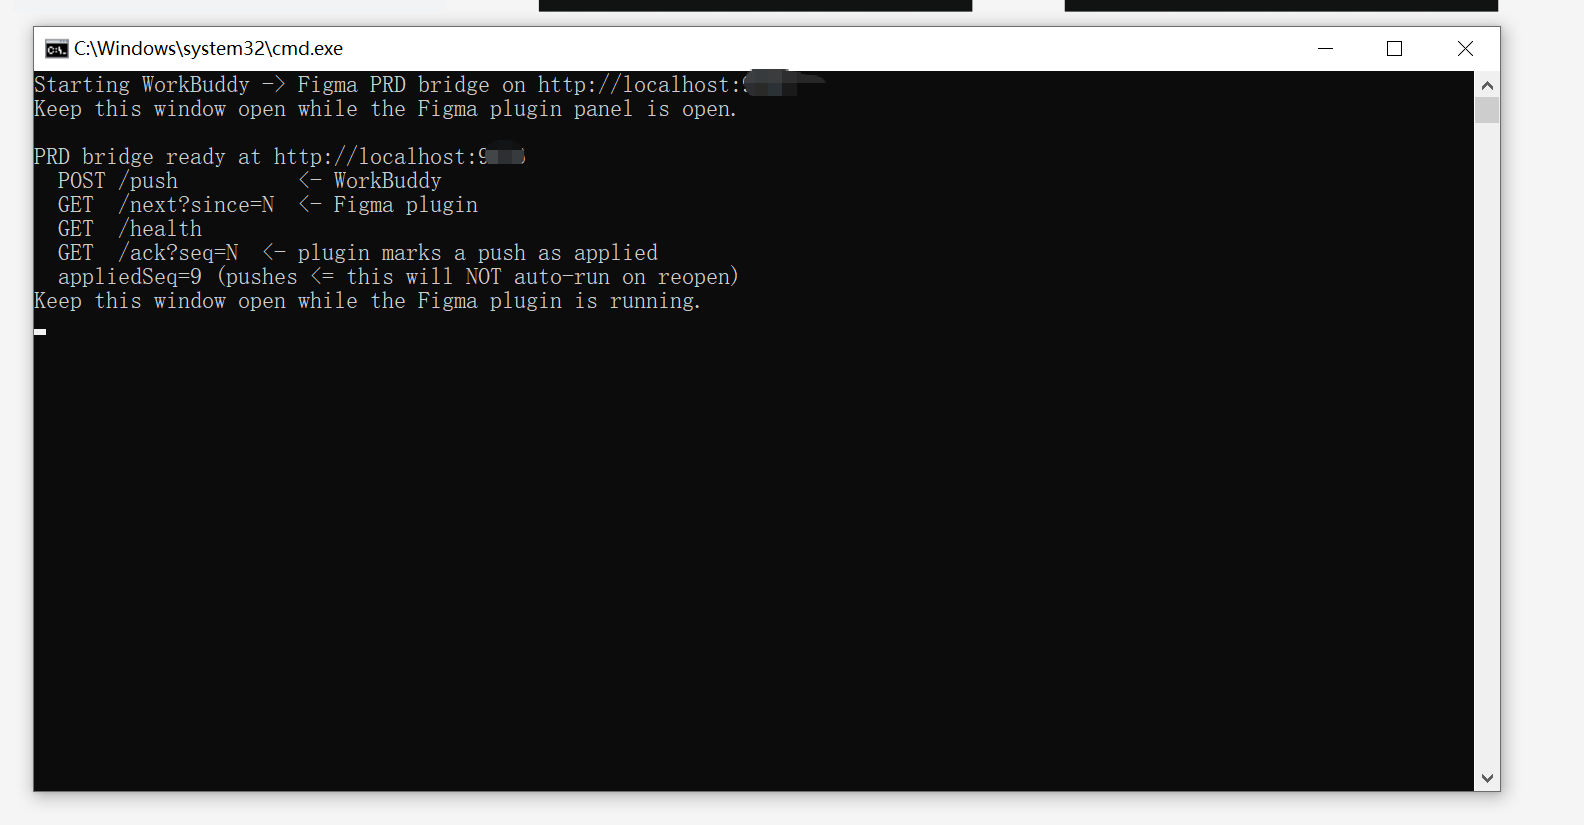 C:\Windows\system32\cmd.exe
Starting WorkBuddy -> Figma PRD bridge on http://localhost:
Keep this window open while the Figma plugin panel is open.
PRD bridge ready at http://localhost:9
POST /push <- WorkBuddy
GET /next?since=N <- Figma plugin
GET /health
GET /ack?seq=N <- plugin marks a push as applied
appliedSeq=9 (pushes <= this will NOT auto-run on reopen)
Keep this window open while the Figma plugin is running.